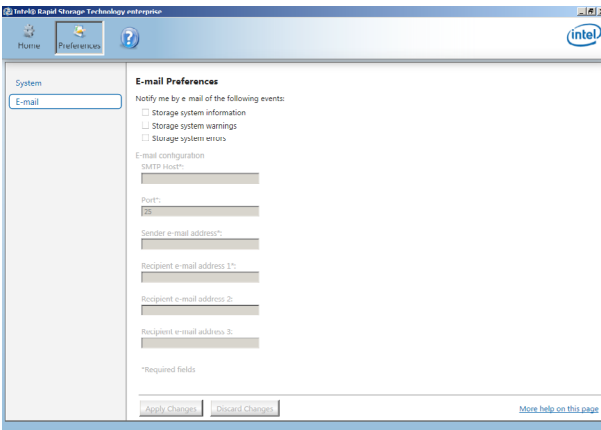 Intel® Rapid Storage Technology enterprise
Home
Preferences
?
intel
System
E-mail
E-mail Preferences
Notify me by e-mail of the following events:
Storage system information
Storage system warnings
Storage system errors
E-mail configuration
SMTP Host*:
Port*:
25
Sender e-mail address*:
Recipient e-mail address 1*:
Recipient e-mail address 2:
Recipient e-mail address 3:
*Required fields
Apply Changes
Discard Changes
More help on this page